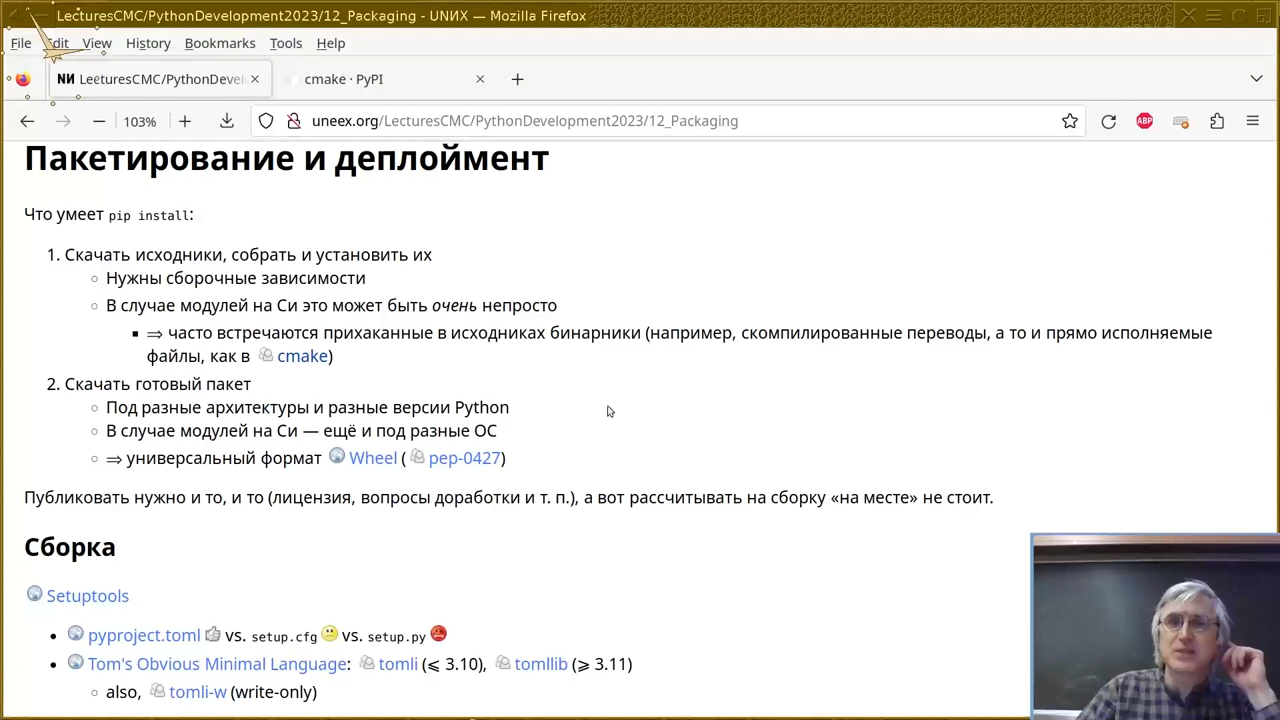 LecturesCMC/PythonDevelopment2023/12_Packaging - UNИX — Mozilla Firefox
File Edit View History Bookmarks Tools Help
NИ LecturesCMC/PythonDevel
cmake · PyPI
103%
uneex.org/LecturesCMC/PythonDevelopment2023/12_Packaging
ABP
Пакетирование и деплоймент
Что умеет pip install:
1. Скачать исходники, собрать и установить их
Нужны сборочные зависимости
В случае модулей на Си это может быть очень непросто
⇒ часто встречаются прихаканные в исходниках бинарники (например, скомпилированные переводы, а то и прямо исполняемые
файлы, как в cmake)
2. Скачать готовый пакет
Под разные архитектуры и разные версии Python
В случае модулей на Си — ещё и под разные ОС
⇒ универсальный формат Wheel ( pep-0427)
Публиковать нужно и то, и то (лицензия, вопросы доработки и т. п.), а вот рассчитывать на сборку «на месте» не стоит.
Сборка
Setuptools
pyproject.toml vs. setup.cfg vs. setup.py
Tom's Obvious Minimal Language: tomli (⩽ 3.10), tomllib (⩾ 3.11)
also, tomli-w (write-only)